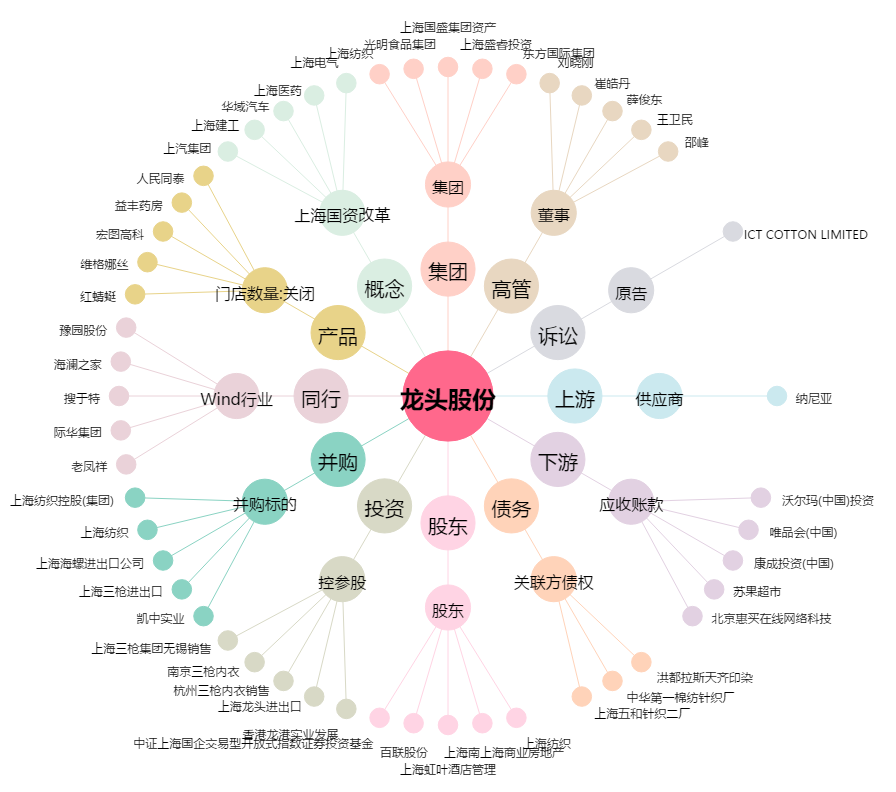 上海国盛集团资产
光明食品集团
上海盛睿投资
上海纺织
东方国际集团
上海电气
刘晓刚
上海医药
崔皓丹
华域汽车
薛俊东
上海建工
王卫民
上汽集团
邵峰
人民同泰
集团
益丰药房
上海国资改革
董事
宏图高科
ICT COTTON LIMITED
维格娜丝
集团
红蜻蜓
门店数量:关闭
概念
高管
原告
豫园股份
产品
诉讼
海澜之家
搜于特
Wind行业
同行
龙头股份
上游
供应商
纳尼亚
际华集团
老凤祥
并购
下游
上海纺织控股(集团)
并购标的
投资
股东
债务
应收账款
沃尔玛(中国)投资
上海纺织
唯品会(中国)
上海海螺进出口公司
康成投资(中国)
上海三枪进出口
控参股
关联方债权
苏果超市
凯中实业
股东
北京惠买在线网络科技
上海三枪集团无锡销售
南京三枪内衣
洪都拉斯天齐印染
杭州三枪内衣销售
中华第一棉纺针织厂
上海龙头进出口
上海五和针织二厂
香港龙港实业发展
中证上海国企交易型开放式指数证券投资基金
上海纺织
百联股份
上海南上海商业房地产
上海虹叶酒店管理